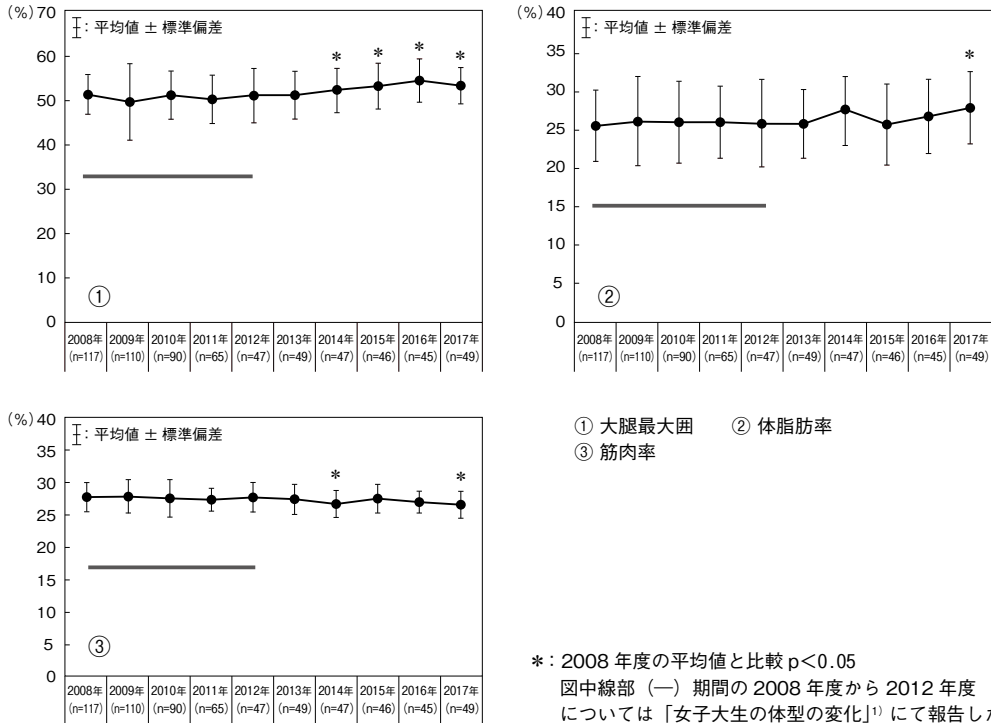 (%)
70
60
50
40
30
20
10
0
：平均値 ± 標準偏差
* * * *
①
2008年 2009年 2010年 2011年 2012年 2013年 2014年 2015年 2016年 2017年
(n=117) (n=110) (n=90) (n=65) (n=47) (n=49) (n=47) (n=46) (n=45) (n=49)
(%)
40
35
30
25
20
15
10
5
0
：平均値 ± 標準偏差
*
②
2008年 2009年 2010年 2011年 2012年 2013年 2014年 2015年 2016年 2017年
(n=117) (n=110) (n=90) (n=65) (n=47) (n=49) (n=47) (n=46) (n=45) (n=49)
(%)
40
35
30
25
20
15
10
5
0
：平均値 ± 標準偏差
* *
③
2008年 2009年 2010年 2011年 2012年 2013年 2014年 2015年 2016年 2017年
(n=117) (n=110) (n=90) (n=65) (n=47) (n=49) (n=47) (n=46) (n=45) (n=49)
① 大腿最大囲 ② 体脂肪率
③ 筋肉率
*：2008 年度の平均値と比較 p<0.05
図中線部（―）期間の 2008 年度から 2012 年度
については「女子大生の体型の変化」1) にて報告し